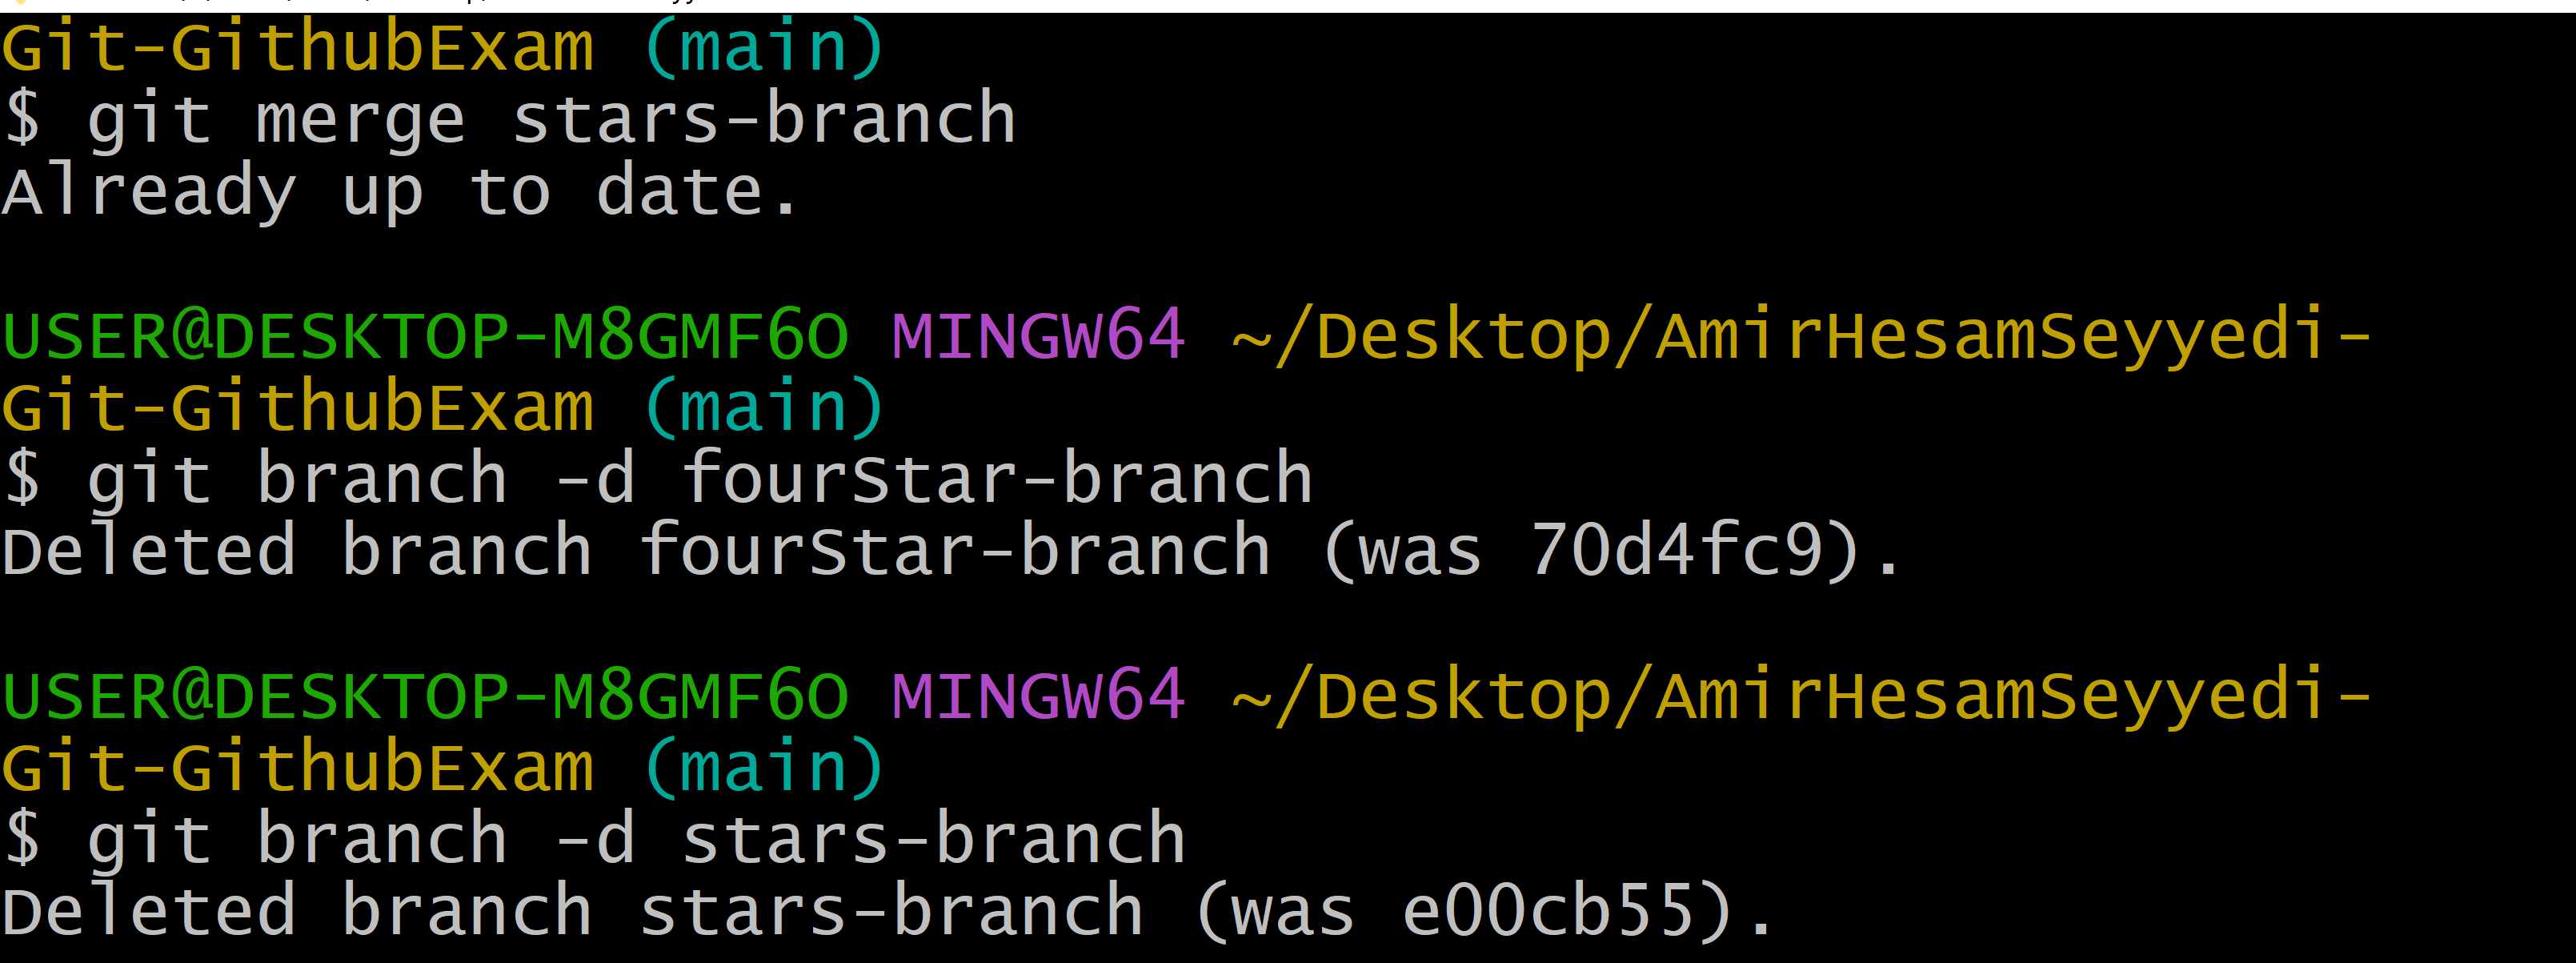 Git-GithubExam (main)
$ git merge stars-branch
Already up to date.
USER@DESKTOP-M8GMF6O MINGW64 ~/Desktop/AmirHesamSeyyedi-
Git-GithubExam (main)
$ git branch -d fourStar-branch
Deleted branch fourStar-branch (was 70d4fc9).
USER@DESKTOP-M8GMF6O MINGW64 ~/Desktop/AmirHesamSeyyedi-
Git-GithubExam (main)
$ git branch -d stars-branch
Deleted branch stars-branch (was e00cb55).